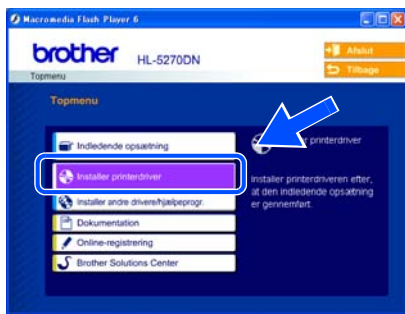 Macromedia Flash Player 6
brother HL-5270DN
Afslut
Tilbage
Topmenu
Topmenu
Indledende opsætning
Installer printerdriver
Installer andre drivere/hjælpeprogr.
Dokumentation
Online-registrering
Brother Solutions Center
printerdriver
Installer printerdriveren efter,
at den indledende opsætning
er gennemført.